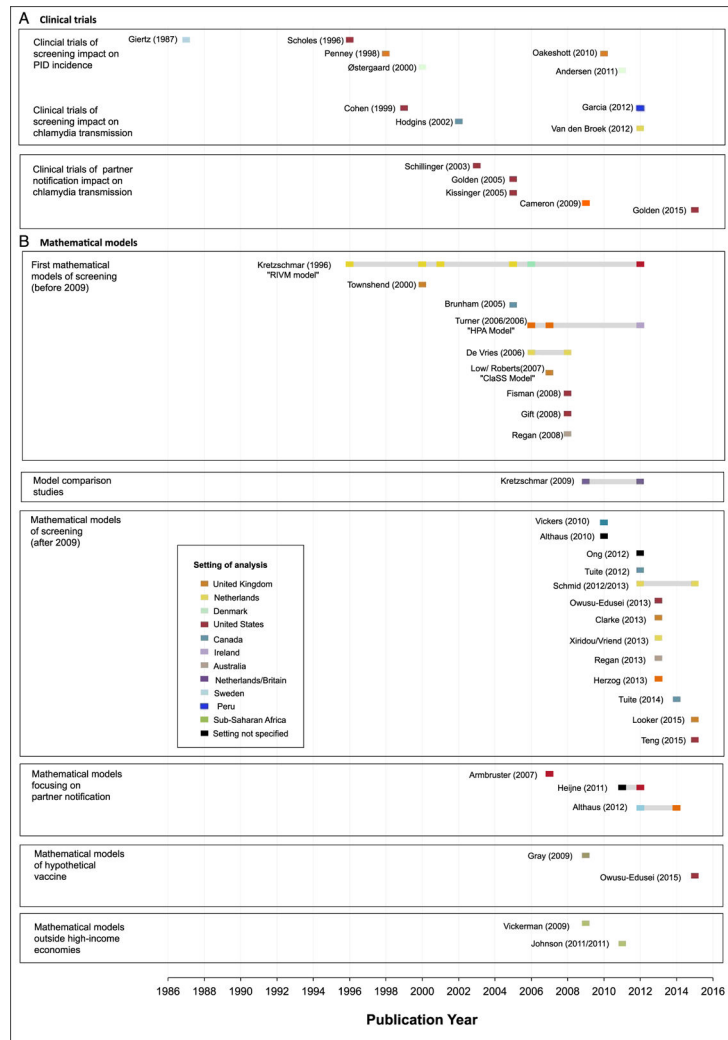 A Clinical trials
Clincial trials of
screening impact on
PID incidence
Giertz (1987)
Scholes (1996)
Penney (1998)
Østergaard (2000)
Oakeshott (2010)
Andersen (2011)
Clinical trials of
screening impact on
chlamydia transmission
Cohen (1999)
Hodgins (2002)
Garcia (2012)
Van den Broek (2012)
Clinical trials of partner
notification impact on
chlamydia transmission
Schillinger (2003)
Golden (2005)
Kissinger (2005)
Cameron (2009)
Golden (2015)
B Mathematical models
First mathematical
models of screening
(before 2009)
Kretzschmar (1996)
"RIVM model"
Townshend (2000)
Brunham (2005)
Turner (2006/2006)
"HPA Model"
De Vries (2006)
Low/ Roberts(2007)
"ClaSS Model"
Fisman (2008)
Gift (2008)
Regan (2008)
Model comparison
studies
Kretzschmar (2009)
Mathematical models
of screening
(after 2009)
Vickers (2010)
Althaus (2010)
Ong (2012)
Tuite (2012)
Schmid (2012/2013)
Owusu-Edusei (2013)
Clarke (2013)
Xiridou/Vriend (2013)
Regan (2013)
Herzog (2013)
Tuite (2014)
Looker (2015)
Teng (2015)
Setting of analysis
United Kingdom
Netherlands
Denmark
United States
Canada
Ireland
Australia
Netherlands/Britain
Sweden
Peru
Sub-Saharan Africa
Setting not specified
Mathematical models
focusing on
partner notification
Armbruster (2007)
Heijne (2011)
Althaus (2012)
Mathematical models
of hypothetical
vaccine
Gray (2009)
Owusu-Edusei (2015)
Mathematical models
outside high-income
economies
Vickerman (2009)
Johnson (2011/2011)
1986 1988 1990 1992 1994 1996 1998 2000 2002 2004 2006 2008 2010 2012 2014 2016
Publication Year